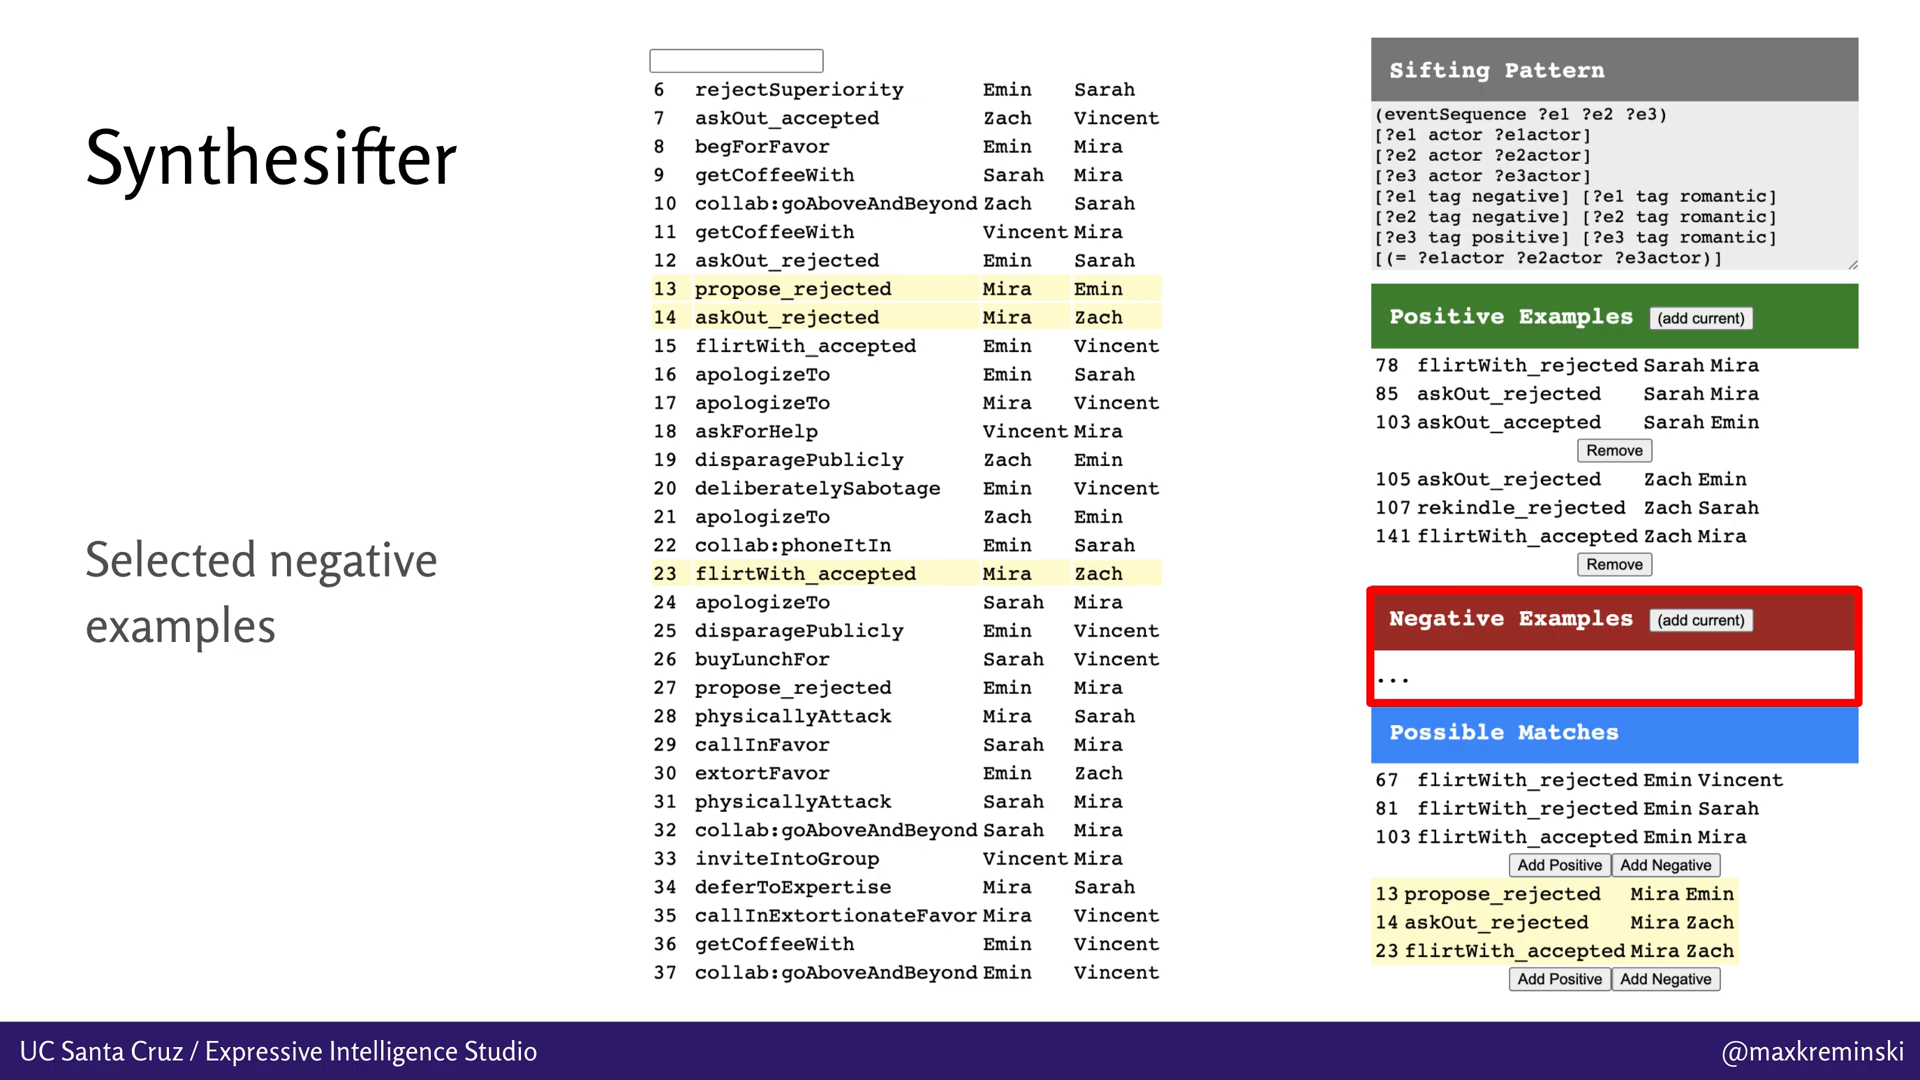 Synthesifter
Selected negative
examples
6 rejectSuperiority Emin Sarah
7 askOut_accepted Zach Vincent
8 begForFavor Emin Mira
9 getCoffeeWith Sarah Mira
10 collab:goAboveAndBeyond Zach Sarah
11 getCoffeeWith Vincent Mira
12 askOut_rejected Emin Sarah
13 propose_rejected Mira Emin
14 askOut_rejected Mira Zach
15 flirtWith_accepted Emin Vincent
16 apologizeTo Emin Sarah
17 apologizeTo Mira Vincent
18 askForHelp Vincent Mira
19 disparagePublicly Zach Emin
20 deliberatelySabotage Emin Vincent
21 apologizeTo Zach Emin
22 collab:phoneItIn Emin Sarah
23 flirtWith_accepted Mira Zach
24 apologizeTo Sarah Mira
25 disparagePublicly Emin Vincent
26 buyLunchFor Sarah Vincent
27 propose_rejected Emin Mira
28 physicallyAttack Mira Sarah
29 callInFavor Sarah Mira
30 extortFavor Emin Zach
31 physicallyAttack Sarah Mira
32 collab:goAboveAndBeyond Sarah Mira
33 inviteIntoGroup Vincent Mira
34 deferToExpertise Mira Sarah
35 callInExtortionateFavor Mira Vincent
36 getCoffeeWith Emin Vincent
37 collab:goAboveAndBeyond Emin Vincent
Sifting Pattern
(eventSequence ?e1 ?e2 ?e3)
[?e1 actor ?e1actor]
[?e2 actor ?e2actor]
[?e3 actor ?e3actor]
[?e1 tag negative] [?e1 tag romantic]
[?e2 tag negative] [?e2 tag romantic]
[?e3 tag positive] [?e3 tag romantic]
[(= ?e1actor ?e2actor ?e3actor)]
Positive Examples (add current)
78 flirtWith_rejected Sarah Mira
85 askOut_rejected Sarah Mira
103 askOut_accepted Sarah Emin
Remove
105 askOut_rejected Zach Emin
107 rekindle_rejected Zach Sarah
141 flirtWith_accepted Zach Mira
Remove
Negative Examples (add current)
...
Possible Matches
67 flirtWith_rejected Emin Vincent
81 flirtWith_rejected Emin Sarah
103 flirtWith_accepted Emin Mira
Add Positive Add Negative
13 propose_rejected Mira Emin
14 askOut_rejected Mira Zach
23 flirtWith_accepted Mira Zach
Add Positive Add Negative
UC Santa Cruz / Expressive Intelligence Studio
@maxkreminski